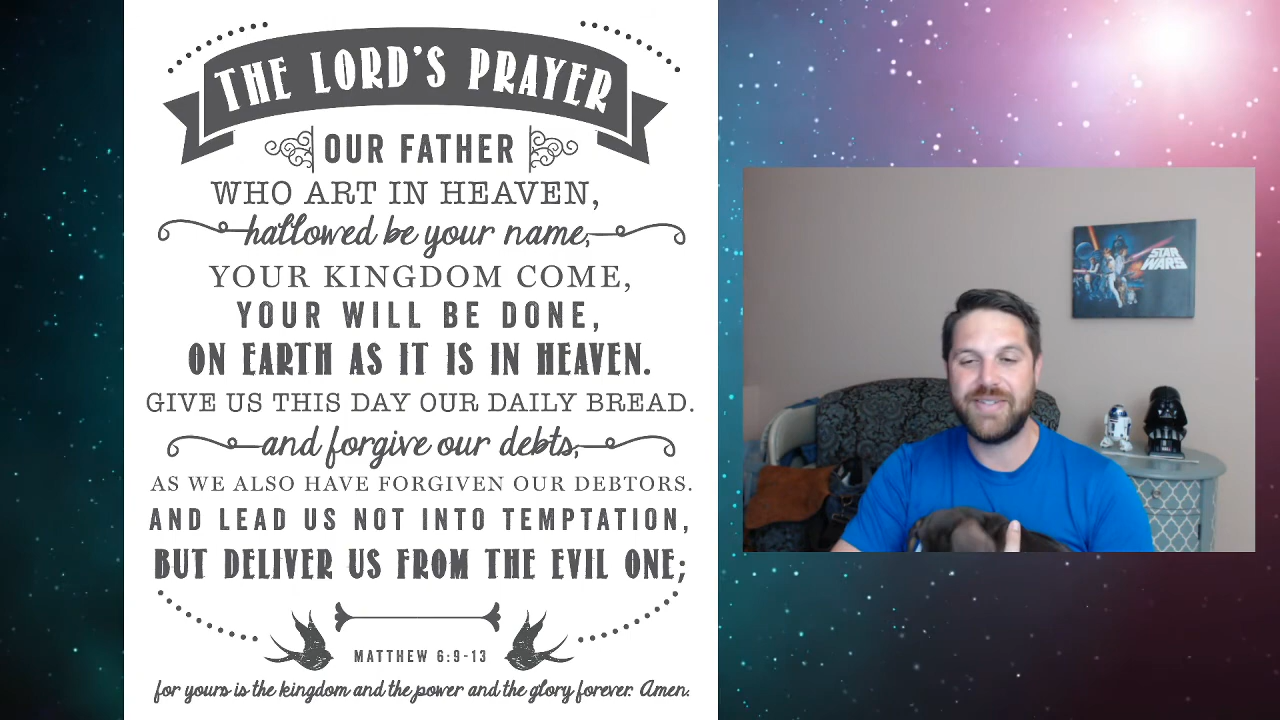 THE LORD'S PRAYER
OUR FATHER
WHO ART IN HEAVEN,
hallowed be your name,
YOUR KINGDOM COME,
YOUR WILL BE DONE,
ON EARTH AS IT IS IN HEAVEN.
GIVE US THIS DAY OUR DAILY BREAD.
and forgive our debts,
AS WE ALSO HAVE FORGIVEN OUR DEBTORS.
AND LEAD US NOT INTO TEMPTATION,
BUT DELIVER US FROM THE EVIL ONE;
MATTHEW 6:9-13
for yours is the kingdom and the power and the glory forever. Amen.
STAR
WARS